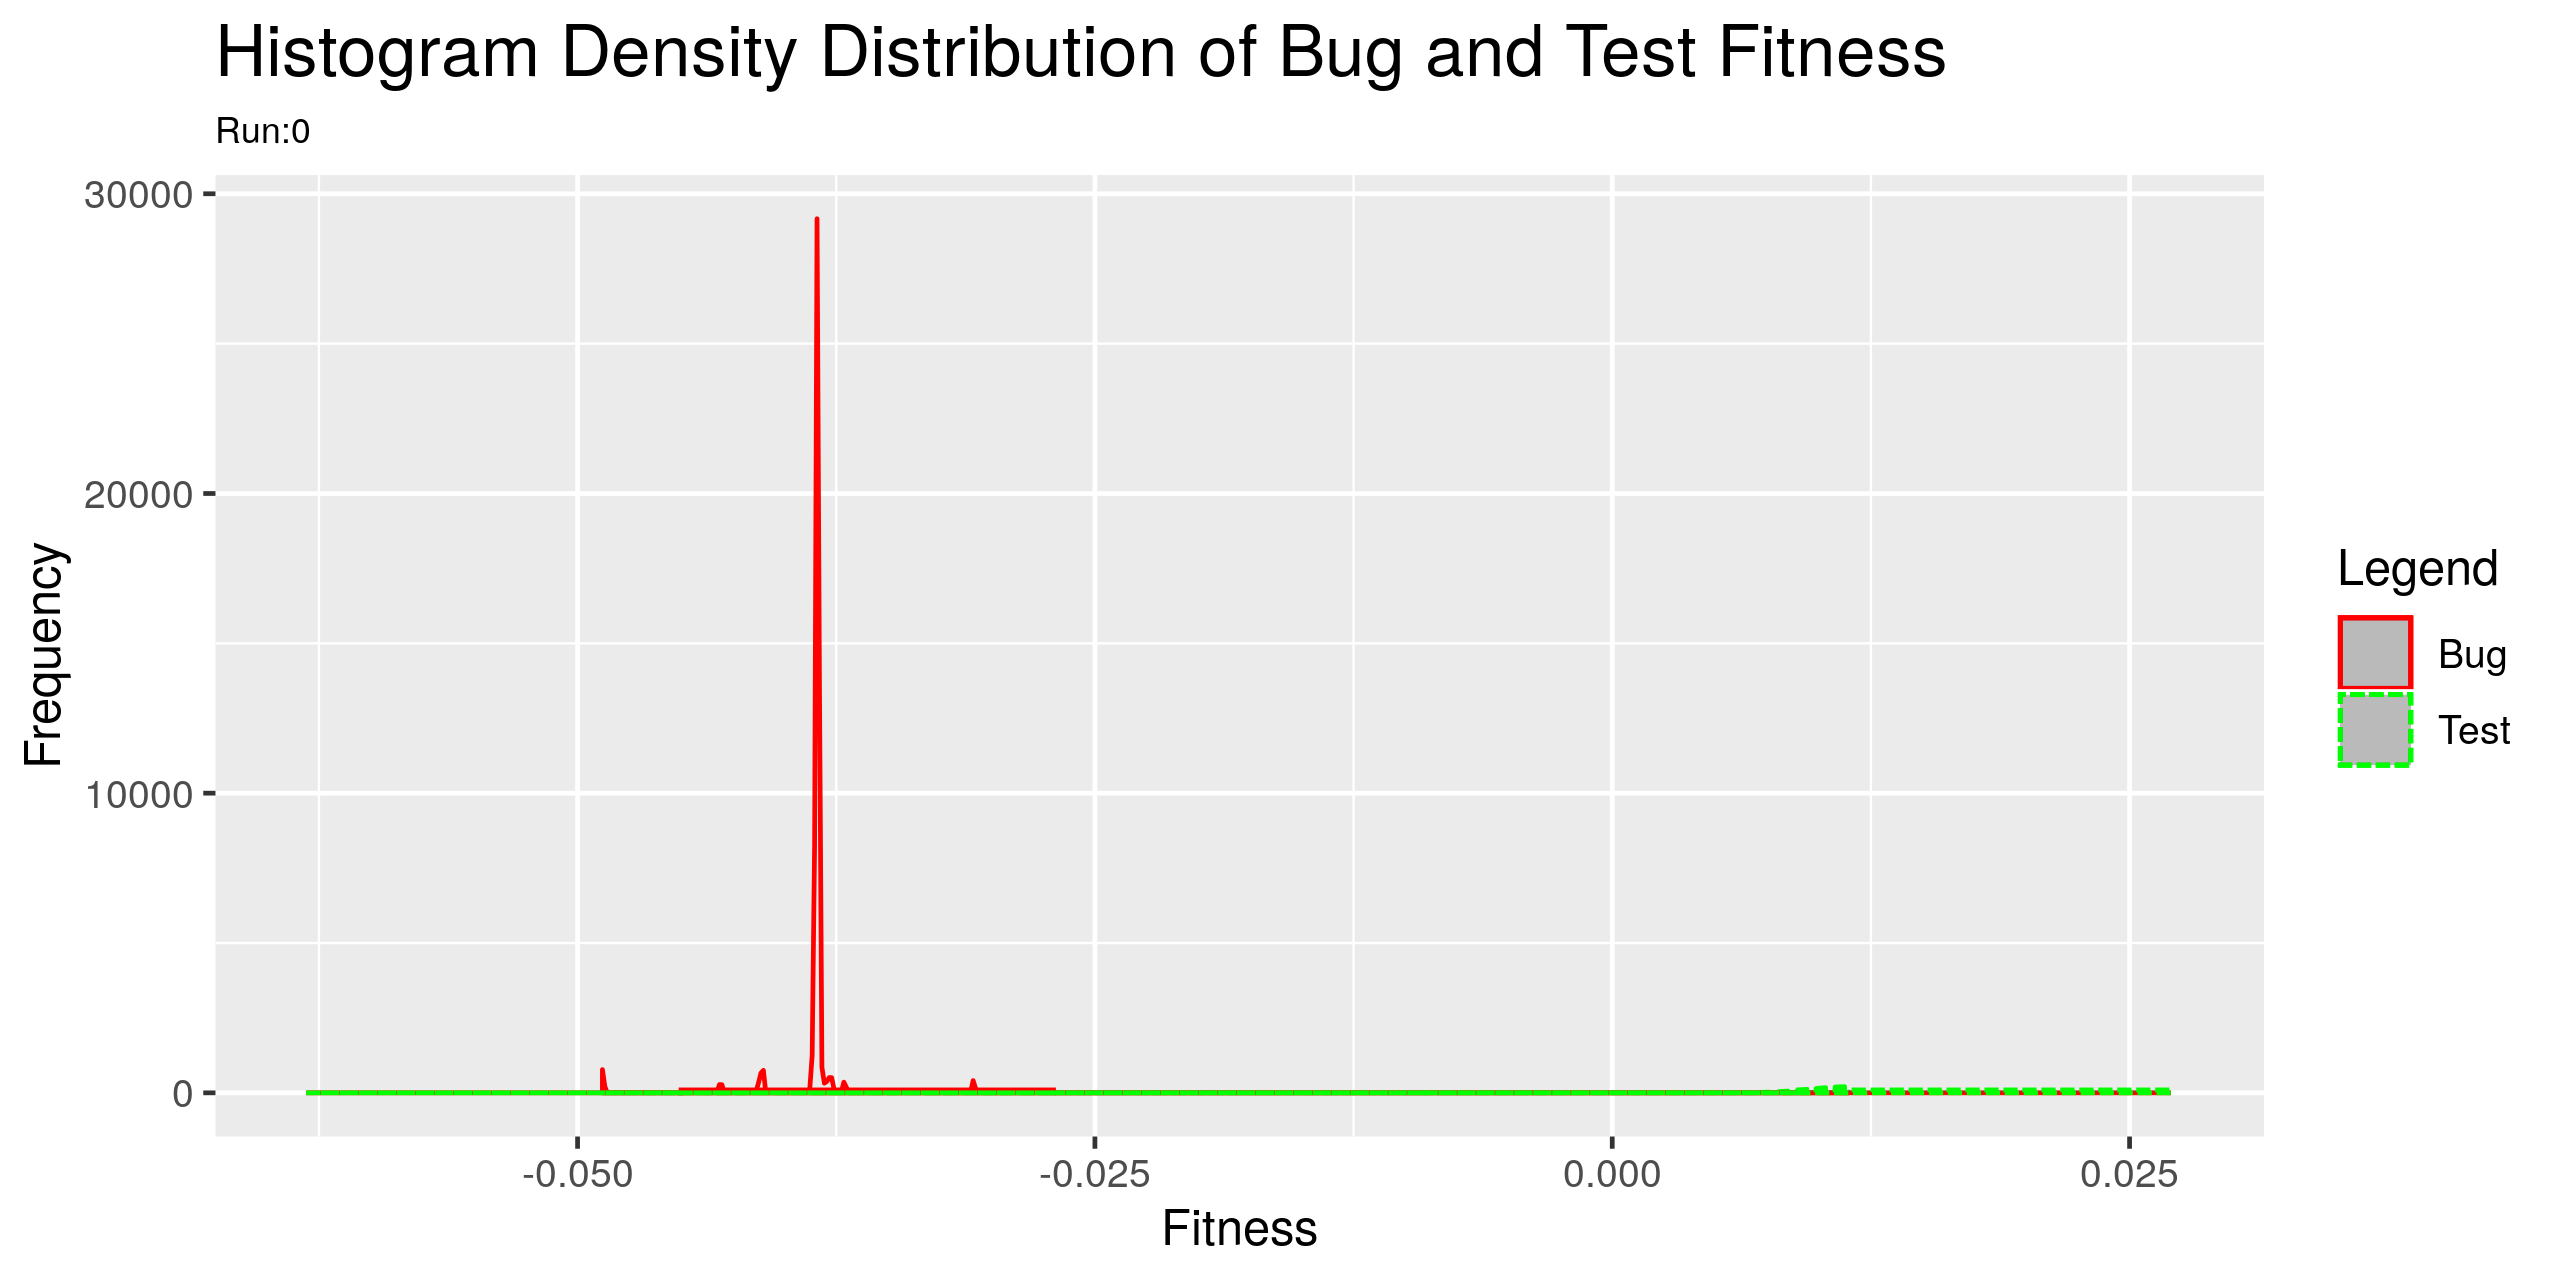 Histogram Density Distribution of Bug and Test Fitness
Run:0
30000
20000
10000
0
Frequency
-0.050
-0.025
0.000
0.025
Fitness
Legend
Bug
Test